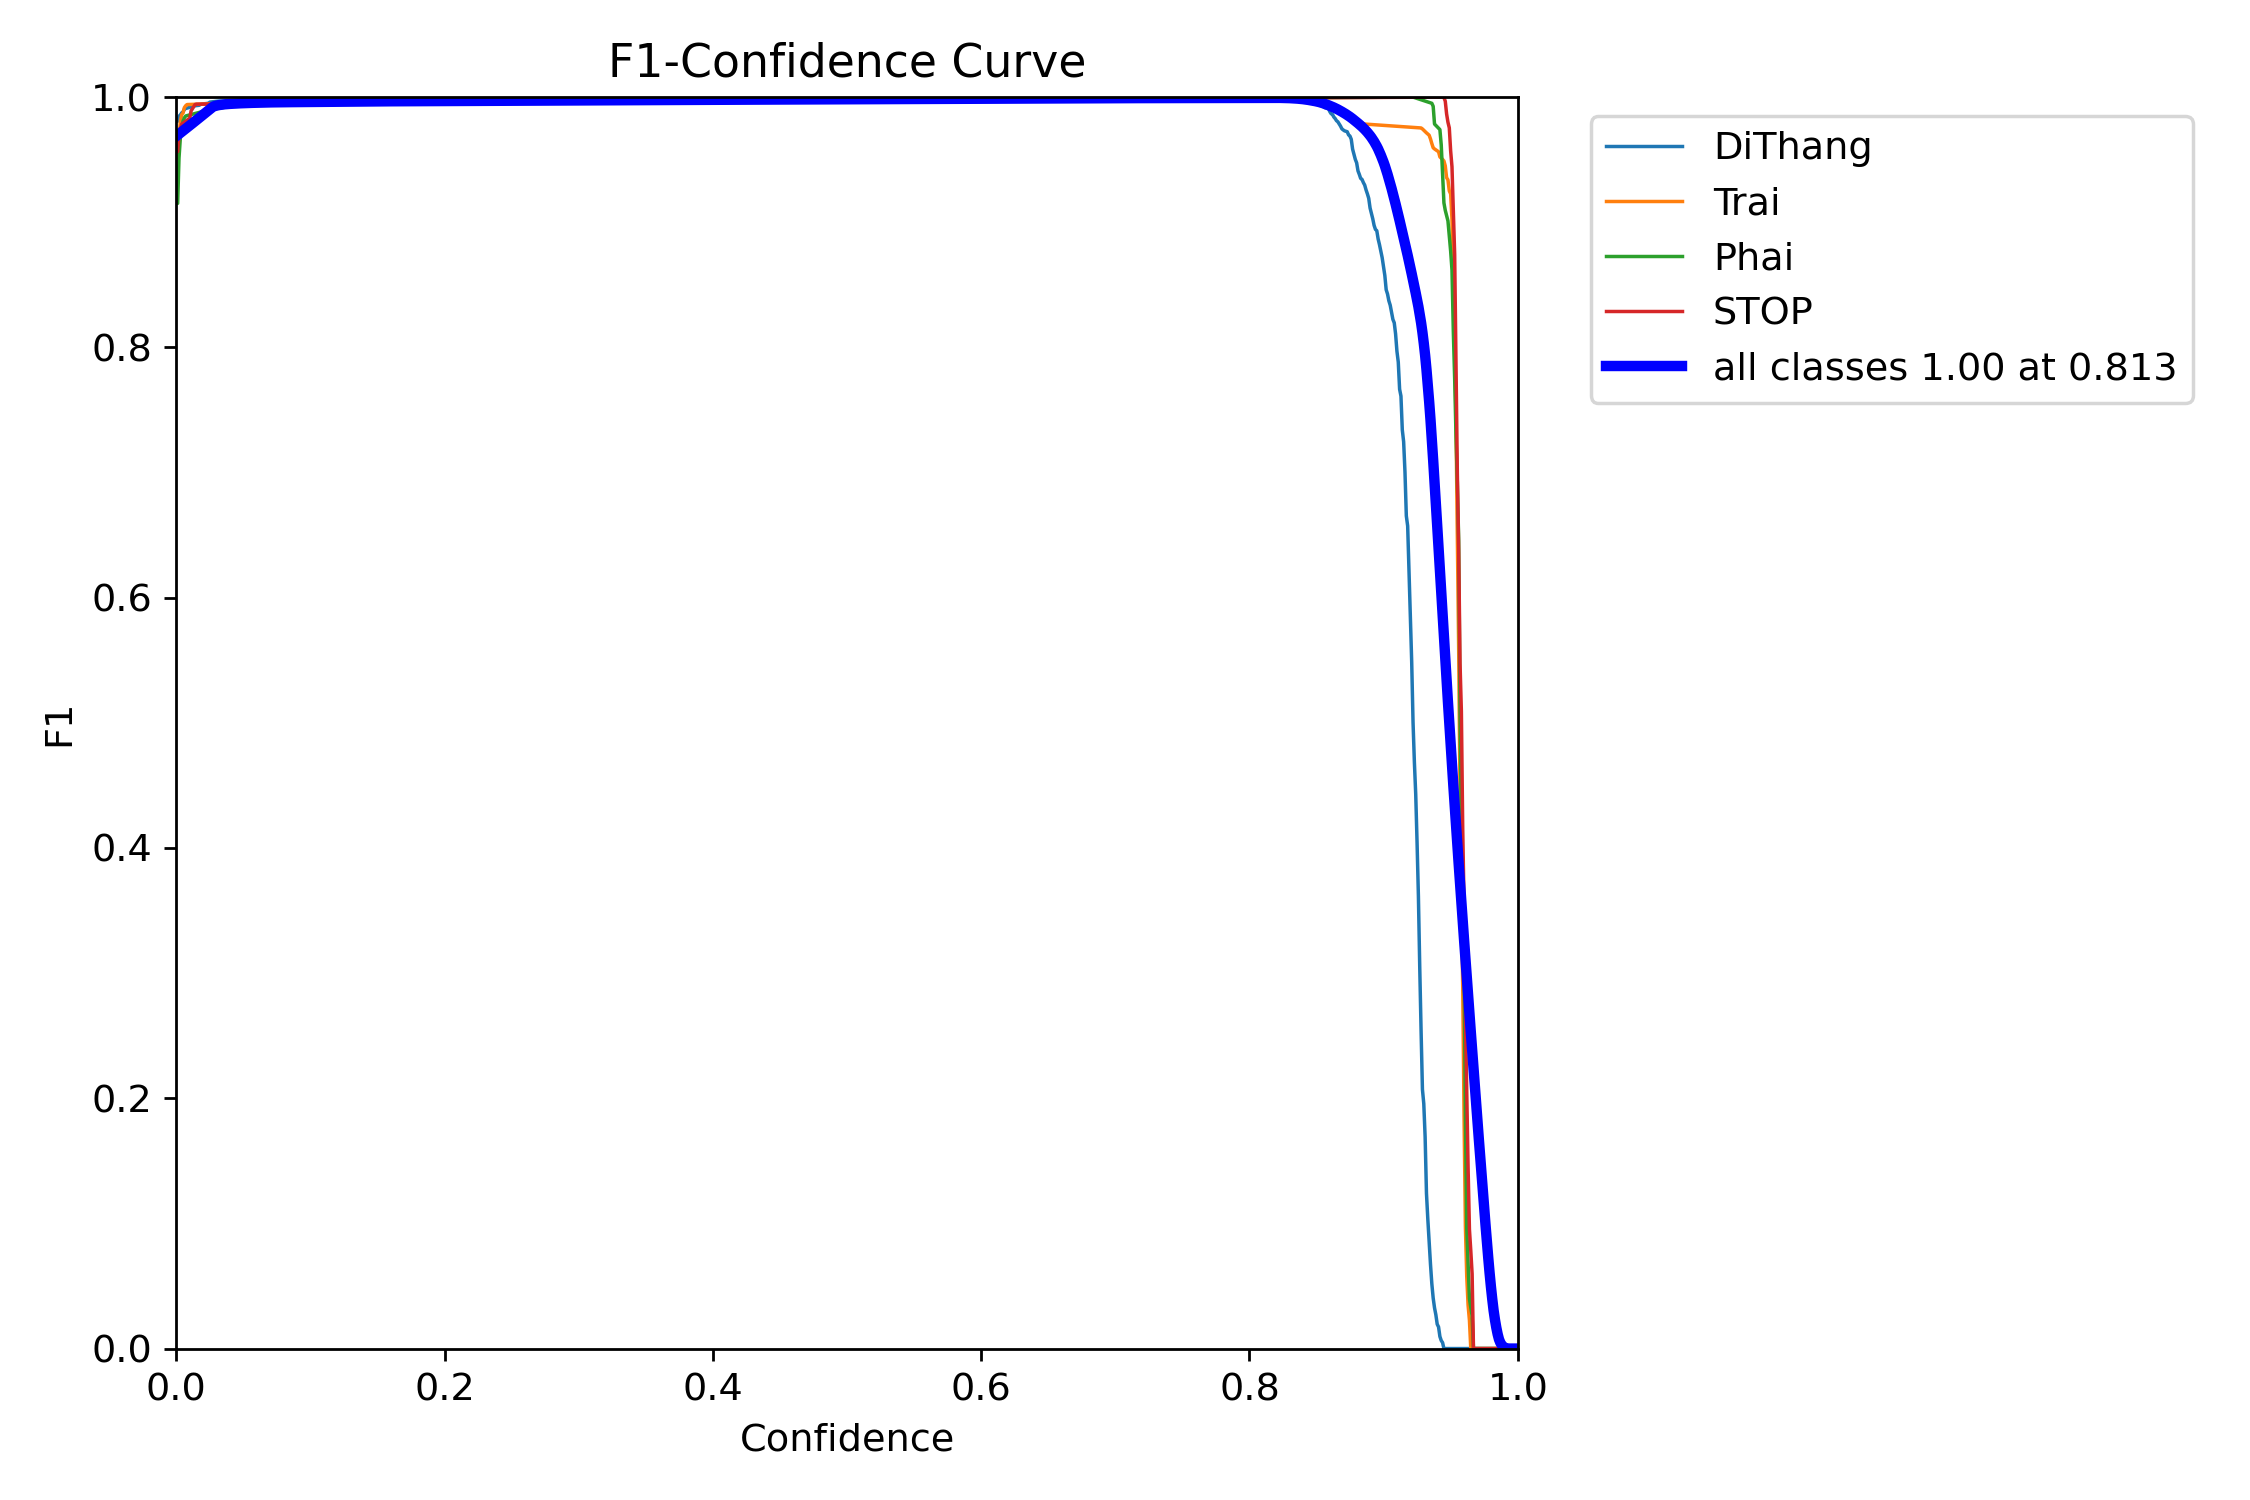 F1-Confidence Curve
1.0
0.8
0.6
0.4
0.2
0.0
F1
0.0 0.2 0.4 0.6 0.8 1.0
Confidence
DiThang
Trai
Phai
STOP
all classes 1.00 at 0.813